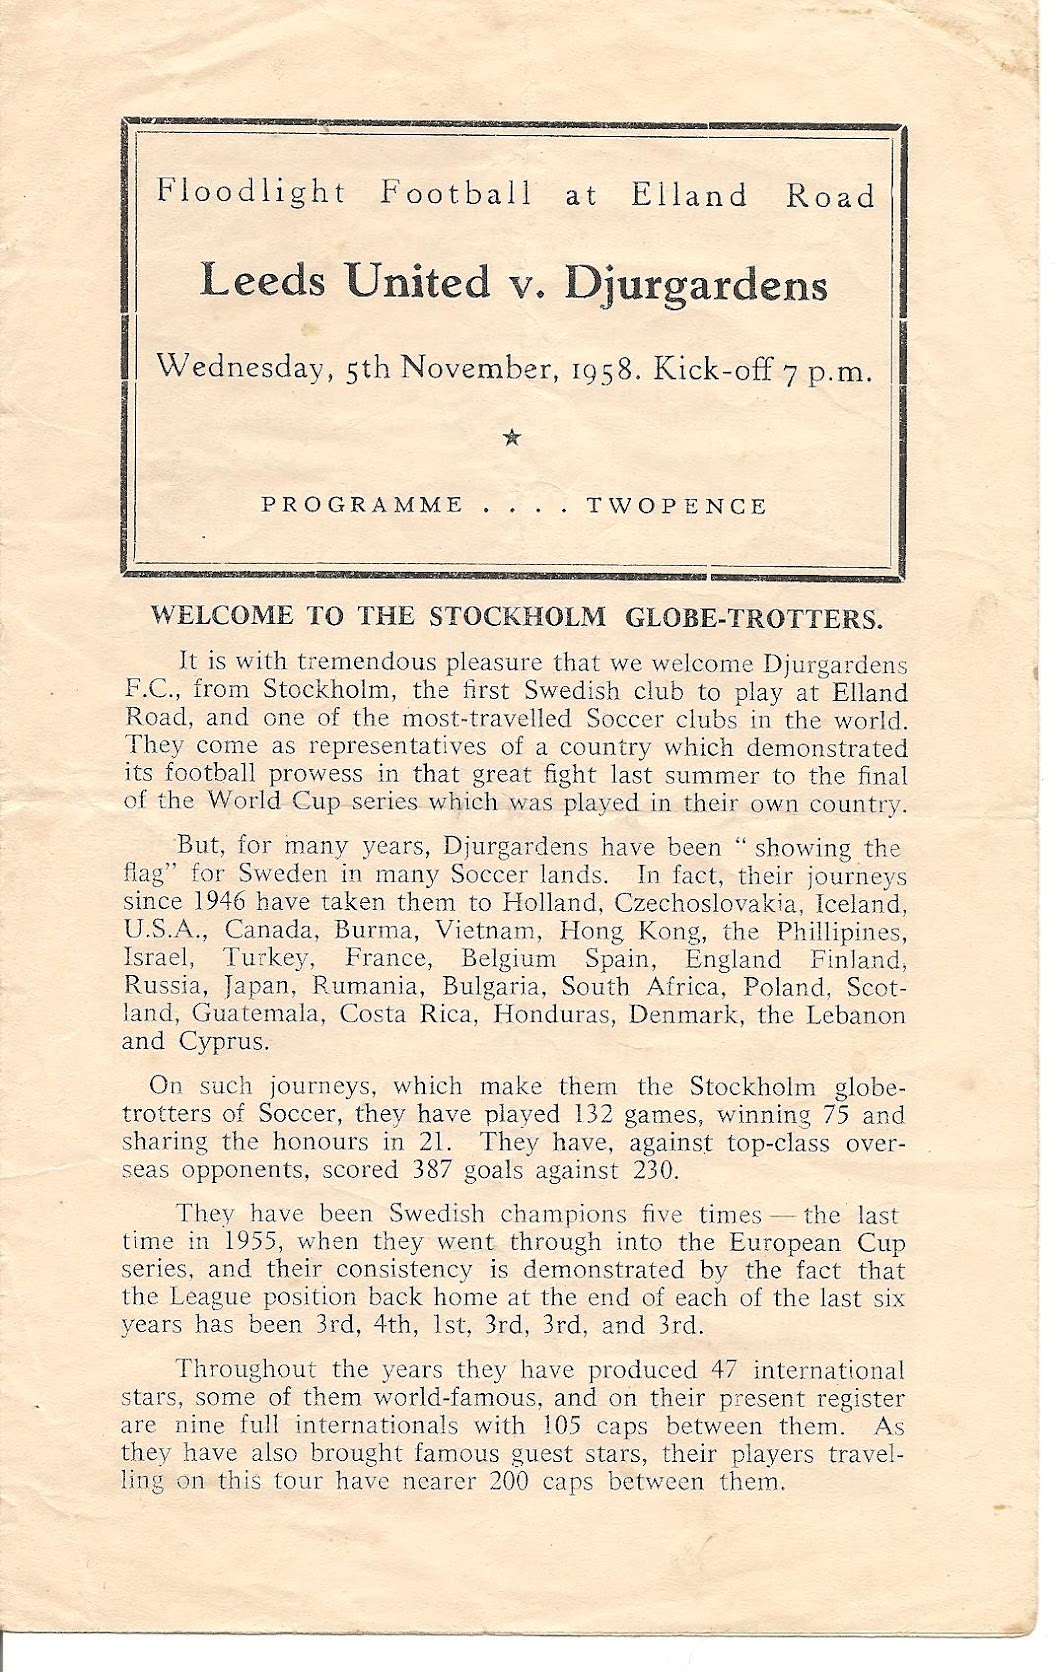 Floodlight Football at Elland Road
Leeds United v. Djurgardens
Wednesday, 5th November, 1958. Kick-off 7 p.m.
PROGRAMME . . . . TWOPENCE
WELCOME TO THE STOCKHOLM GLOBE-TROTTERS.
It is with tremendous pleasure that we welcome Djurgardens
F.C., from Stockholm, the first Swedish club to play at Elland
Road, and one of the most-travelled Soccer clubs in the world.
They come as representatives of a country which demonstrated
its football prowess in that great fight last summer to the final
of the World Cup series which was played in their own country.
But, for many years, Djurgardens have been “ showing the
flag” for Sweden in many Soccer lands. In fact, their journeys
since 1946 have taken them to Holland, Czechoslovakia, Iceland,
U.S.A., Canada, Burma, Vietnam, Hong Kong, the Phillipines,
Israel, Turkey, France, Belgium Spain, England Finland,
Russia, Japan, Rumania, Bulgaria, South Africa, Poland, Scot-
land, Guatemala, Costa Rica, Honduras, Denmark, the Lebanon
and Cyprus.
On such journeys, which make them the Stockholm globe-
trotters of Soccer, they have played 132 games, winning 75 and
sharing the honours in 21. They have, against top-class over-
seas opponents, scored 387 goals against 230.
They have been Swedish champions five times — the last
time in 1955, when they went through into the European Cup
series, and their consistency is demonstrated by the fact that
the League position back home at the end of each of the last six
years has been 3rd, 4th, 1st, 3rd, 3rd, and 3rd.
Throughout the years they have produced 47 international
stars, some of them world-famous, and on their present register
are nine full internationals with 105 caps between them. As
they have also brought famous guest stars, their players travel-
ling on this tour have nearer 200 caps between them.